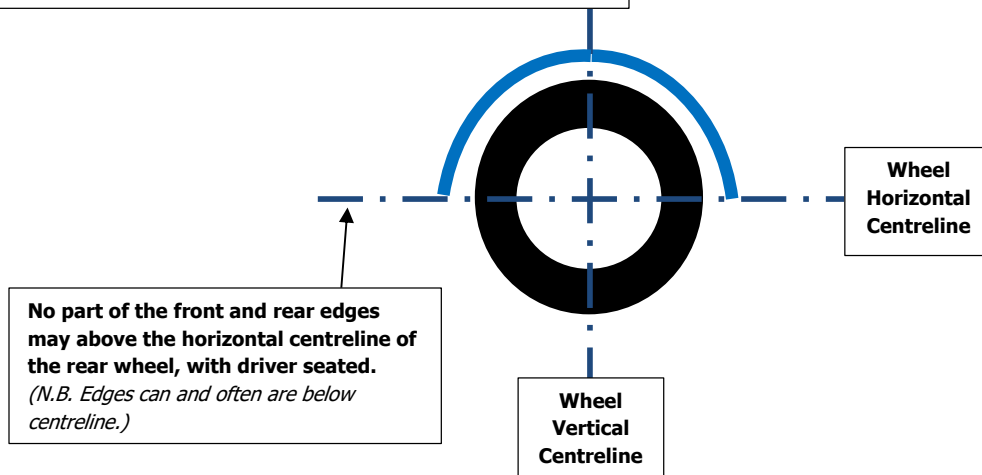 Wheel
Horizontal
Centreline
No part of the front and rear edges
may above the horizontal centreline of
the rear wheel, with driver seated.
(N.B. Edges can and often are below
centreline.)
Wheel
Vertical
Centreline